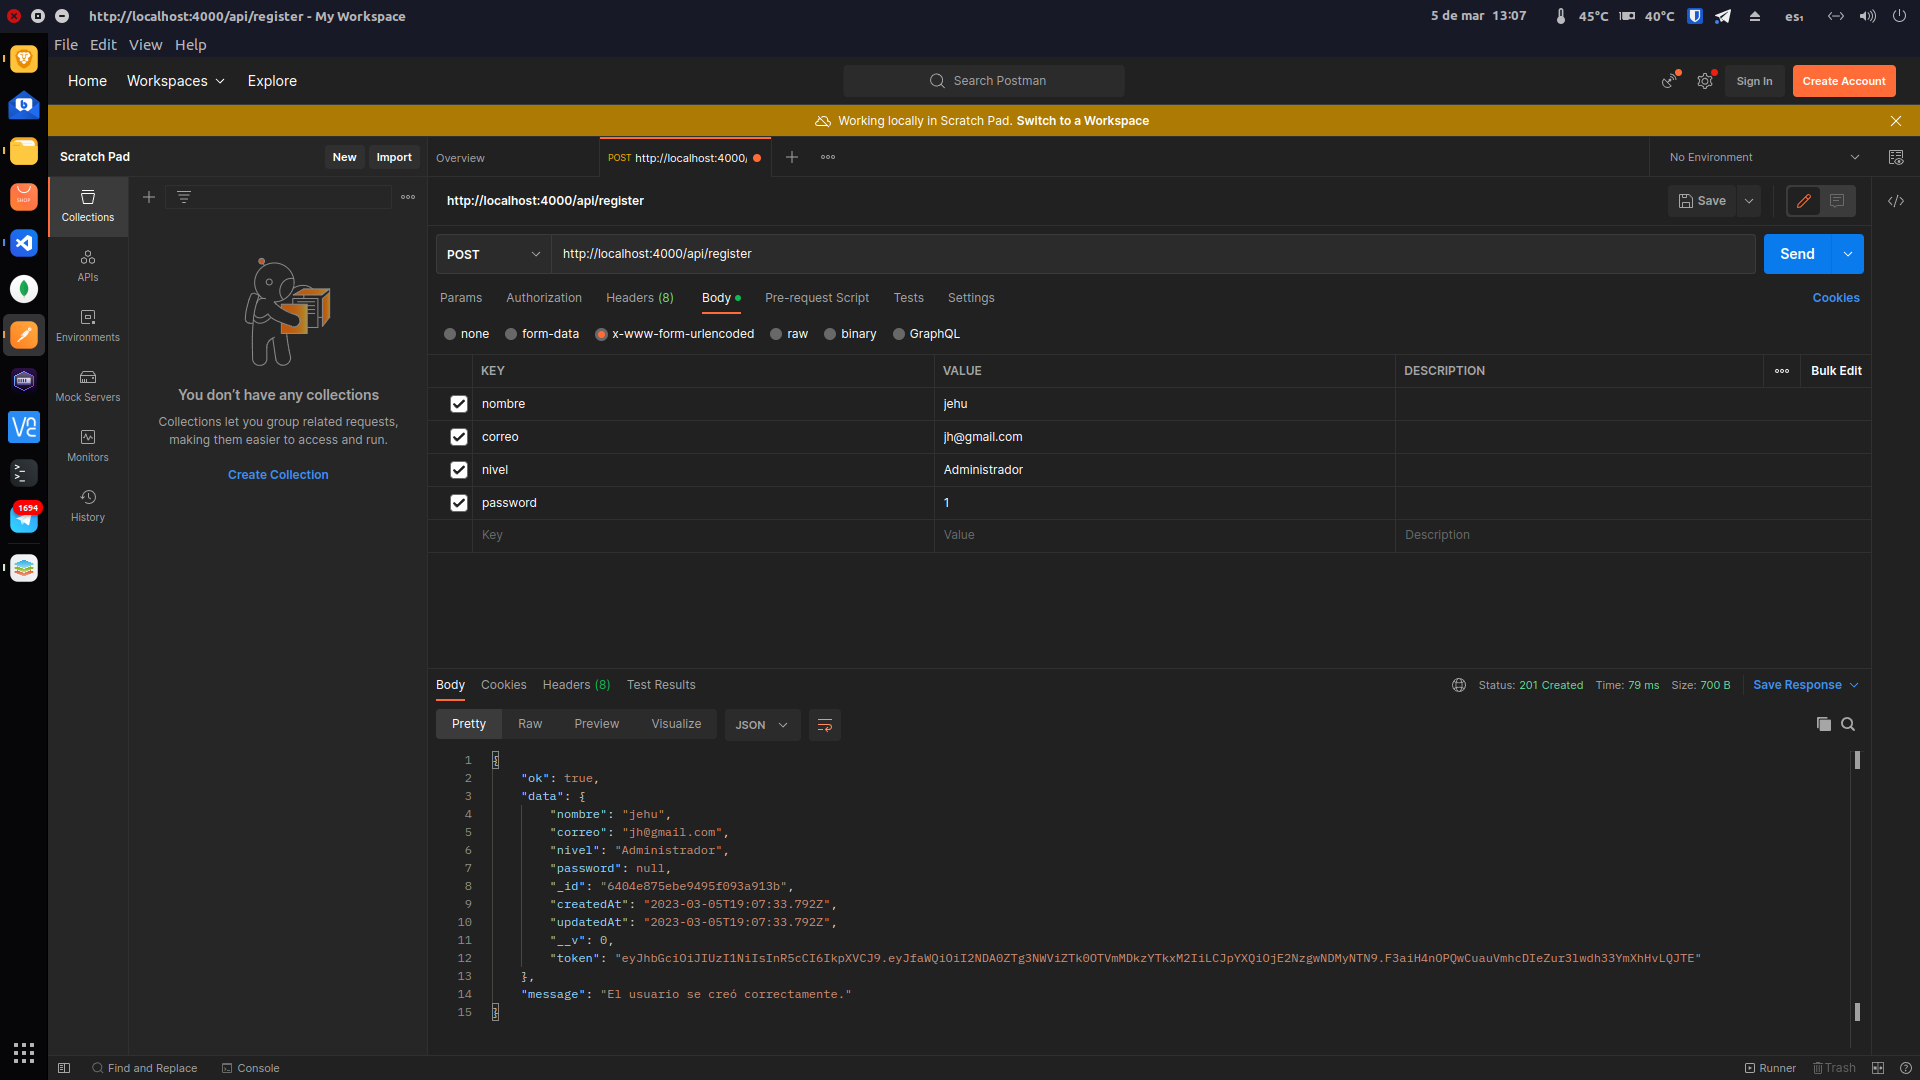 http://localhost:4000/api/register - My Workspace
5 de mar 13:07
45°C
40°C
es₁
File Edit View Help
Home Workspaces Explore
Search Postman
Sign In
Create Account
Working locally in Scratch Pad. Switch to a Workspace
Scratch Pad
New Import
Overview
POST http://localhost:4000/
No Environment
Collections
APIs
Environments
Mock Servers
Monitors
History
SHOP
1694
You don't have any collections
Collections let you group related requests,
making them easier to access and run.
Create Collection
http://localhost:4000/api/register
Save
POST http://localhost:4000/api/register
Send
Params Authorization Headers (8) Body Pre-request Script Tests Settings
Cookies
none form-data x-www-form-urlencoded raw binary GraphQL
KEY VALUE DESCRIPTION
Bulk Edit
nombre jehu
correo jh@gmail.com
nivel Administrador
password 1
Key Value Description
Body Cookies Headers (8) Test Results
Status: 201 Created Time: 79 ms Size: 700 B
Save Response
Pretty Raw Preview Visualize JSON
1 {
2 "ok": true,
3 "data": {
4 "nombre": "jehu",
5 "correo": "jh@gmail.com",
6 "nivel": "Administrador",
7 "password": null,
8 "_id": "6404e875ebe9495f093a913b",
9 "createdAt": "2023-03-05T19:07:33.792Z",
10 "updatedAt": "2023-03-05T19:07:33.792Z",
11 "__v": 0,
12 "token": "eyJhbGciOiJIUzI1NiIsInR5cCI6IkpXVCJ9.eyJfaWQiOiI2NDA0ZTg3NWViZTk0OTVmMDkzYTkxM2IiLCJpYXQiOjE2NzgwNDMyNTN9.F3aiH4nOPQwCuauVmhcDIeZur3lwdh33YmXhHvLQJTE"
13 },
14 "message": "El usuario se creó correctamente."
15 }
Find and Replace Console
Runner Trash